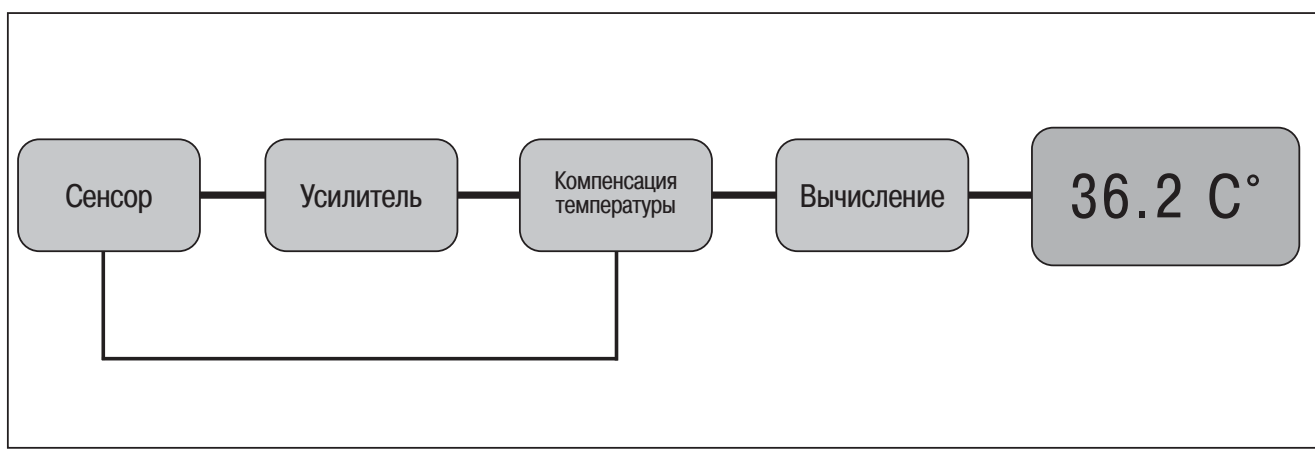 Сенсор
Усилитель
Компенсация
температуры
Вычисление
36.2 C°